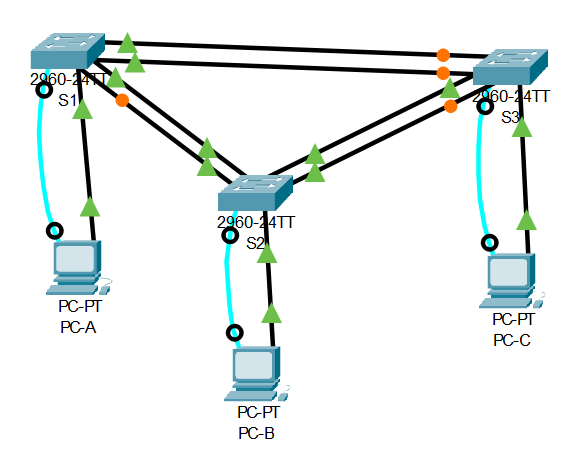 2960-24TT
S1
2960-24TT
S3
2960-24TT
S2
PC-PT
PC-A
PC-PT
PC-C
PC-PT
PC-B